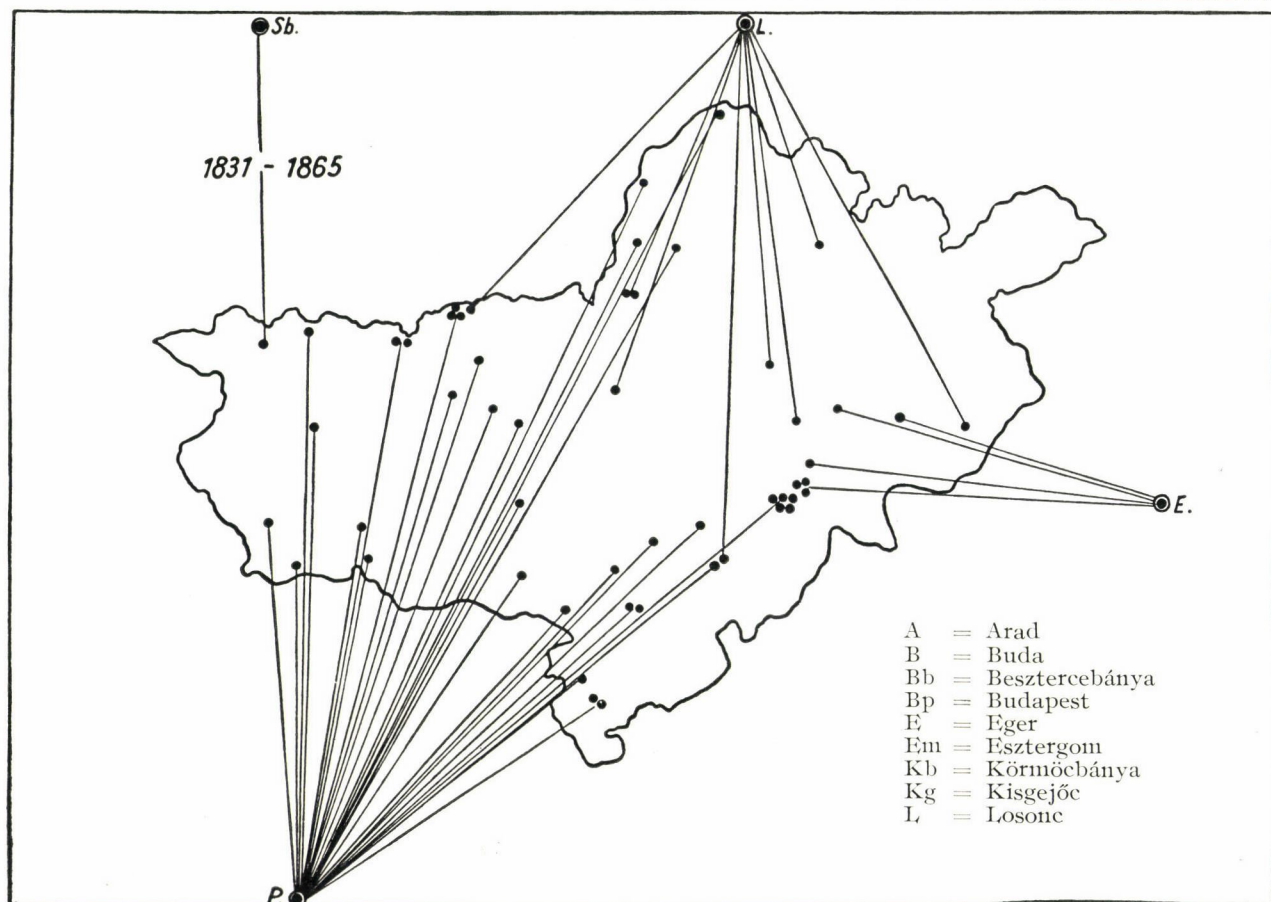 Sb.
L.
1831 - 1865
E.
A = Arad
B = Buda
Bb = Besztercebánya
Bp = Budapest
E = Eger
Em = Esztergom
Kb = Körmöcbánya
Kg = Kisgejőc
L = Losonc
P